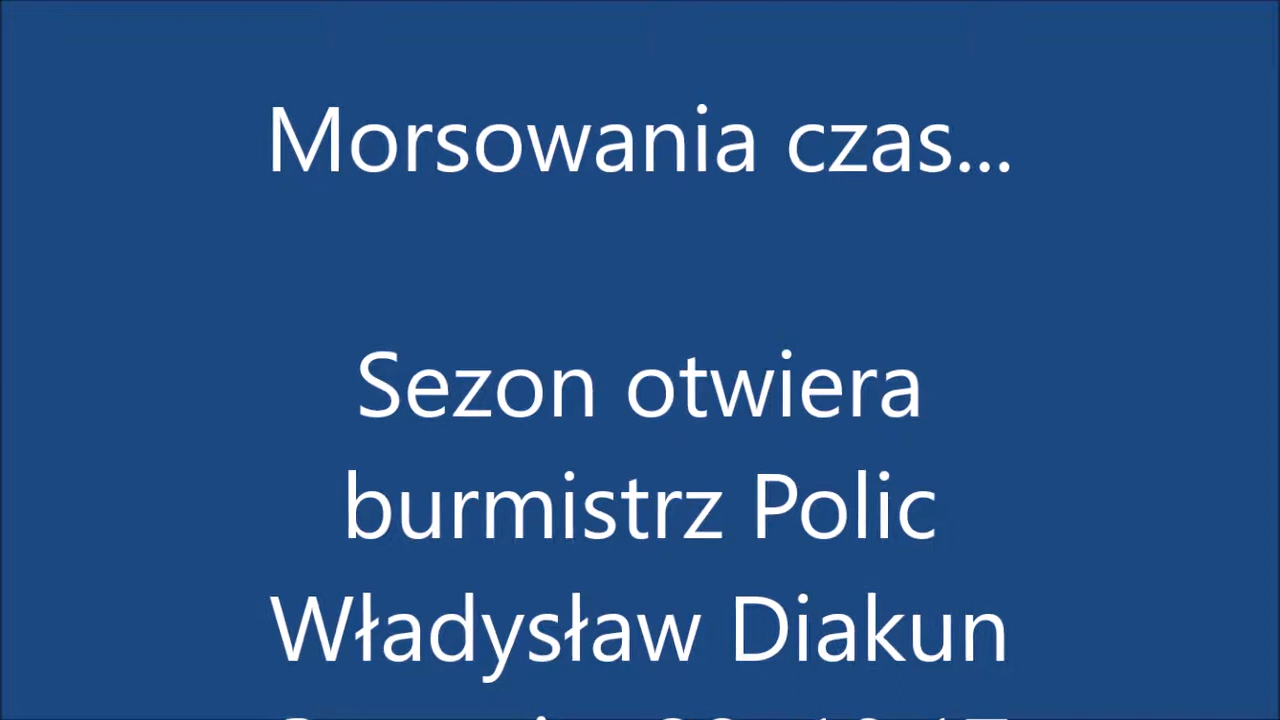 Morsowania czas...
Sezon otwiera
burmistrz Polic
Władysław Diakun